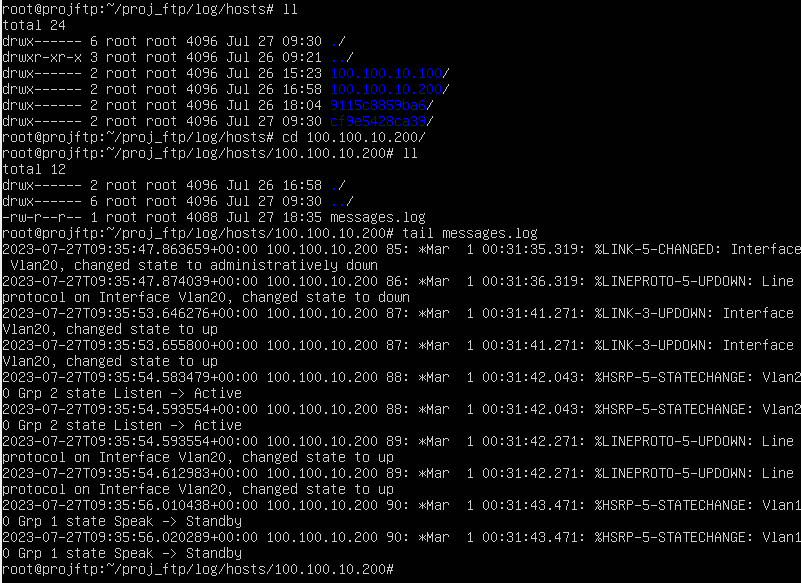 root@projftp:~/proj_ftp/log/hosts# ll
total 24
drwx------ 6 root root 4096 Jul 27 09:30 ./
drwxr-xr-x 3 root root 4096 Jul 26 09:21 ../
drwx------ 2 root root 4096 Jul 26 15:23 100.100.10.100/
drwx------ 2 root root 4096 Jul 26 16:58 100.100.10.200/
drwx------ 2 root root 4096 Jul 26 18:04 9115c8859ba6/
drwx------ 2 root root 4096 Jul 27 09:30 cf9a5428ca39/
root@projftp:~/proj_ftp/log/hosts# cd 100.100.10.200/
root@projftp:~/proj_ftp/log/hosts/100.100.10.200# ll
total 12
drwx------ 2 root root 4096 Jul 26 16:58 ./
drwx------ 6 root root 4096 Jul 27 09:30 ../
-rw-r--r-- 1 root root 4088 Jul 27 18:35 messages.log
root@projftp:~/proj_ftp/log/hosts/100.100.10.200# tail messages.log
2023-07-27T09:35:47.863659+00:00 100.100.10.200 85: *Mar  1 00:31:35.319: %LINK-5-CHANGED: Interface
 Vlan20, changed state to administratively down
2023-07-27T09:35:47.874039+00:00 100.100.10.200 86: *Mar  1 00:31:36.319: %LINEPROTO-5-UPDOWN: Line
protocol on Interface Vlan20, changed state to down
2023-07-27T09:35:53.646276+00:00 100.100.10.200 87: *Mar  1 00:31:41.271: %LINK-3-UPDOWN: Interface
Vlan20, changed state to up
2023-07-27T09:35:53.655800+00:00 100.100.10.200 87: *Mar  1 00:31:41.271: %LINK-3-UPDOWN: Interface
Vlan20, changed state to up
2023-07-27T09:35:54.583479+00:00 100.100.10.200 88: *Mar  1 00:31:42.043: %HSRP-5-STATECHANGE: Vlan2
0 Grp 2 state Listen -> Active
2023-07-27T09:35:54.593554+00:00 100.100.10.200 88: *Mar  1 00:31:42.043: %HSRP-5-STATECHANGE: Vlan2
0 Grp 2 state Listen -> Active
2023-07-27T09:35:54.593554+00:00 100.100.10.200 89: *Mar  1 00:31:42.271: %LINEPROTO-5-UPDOWN: Line
protocol on Interface Vlan20, changed state to up
2023-07-27T09:35:54.612983+00:00 100.100.10.200 89: *Mar  1 00:31:42.271: %LINEPROTO-5-UPDOWN: Line
protocol on Interface Vlan20, changed state to up
2023-07-27T09:35:56.010438+00:00 100.100.10.200 90: *Mar  1 00:31:43.471: %HSRP-5-STATECHANGE: Vlan1
0 Grp 1 state Speak -> Standby
2023-07-27T09:35:56.020289+00:00 100.100.10.200 90: *Mar  1 00:31:43.471: %HSRP-5-STATECHANGE: Vlan1
0 Grp 1 state Speak -> Standby
root@projftp:~/proj_ftp/log/hosts/100.100.10.200#